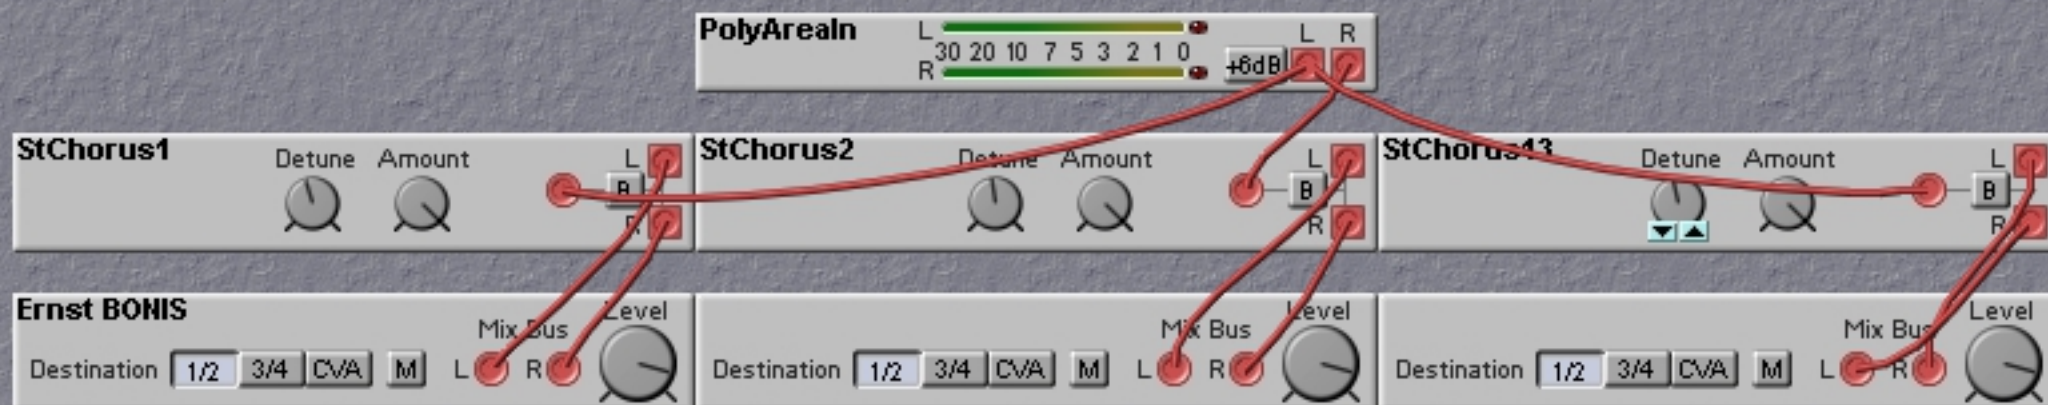 PolyAreaIn
L
30 20 10 7 5 3 2 1 0
R
+6dB
L R
StChorus1
Detune Amount
L
B
R
StChorus2
Detune Amount
L
B
R
StChorus43
Detune Amount
L
B
R
Ernst BONIS
Destination 1/2 3/4 CVA M
Mix Bus
L R
Level
Destination 1/2 3/4 CVA M
Mix Bus
L R
Level
Destination 1/2 3/4 CVA M
Mix Bus
L R
Level